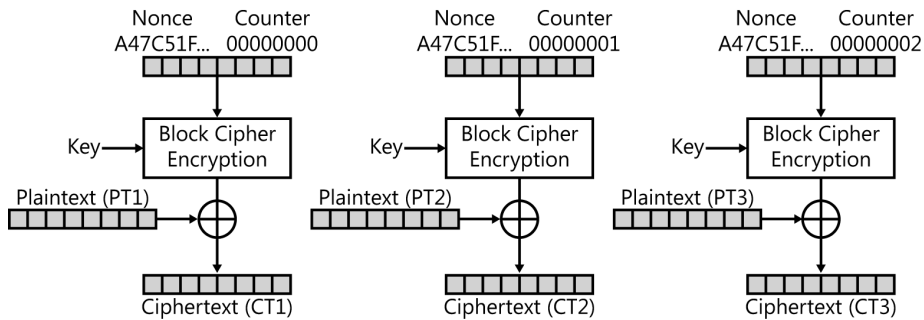 Nonce Counter
A47C51F... 00000000
Key
Block Cipher
Encryption
Plaintext (PT1)
Ciphertext (CT1)
Nonce Counter
A47C51F... 00000001
Key
Block Cipher
Encryption
Plaintext (PT2)
Ciphertext (CT2)
Nonce Counter
A47C51F... 00000002
Key
Block Cipher
Encryption
Plaintext (PT3)
Ciphertext (CT3)